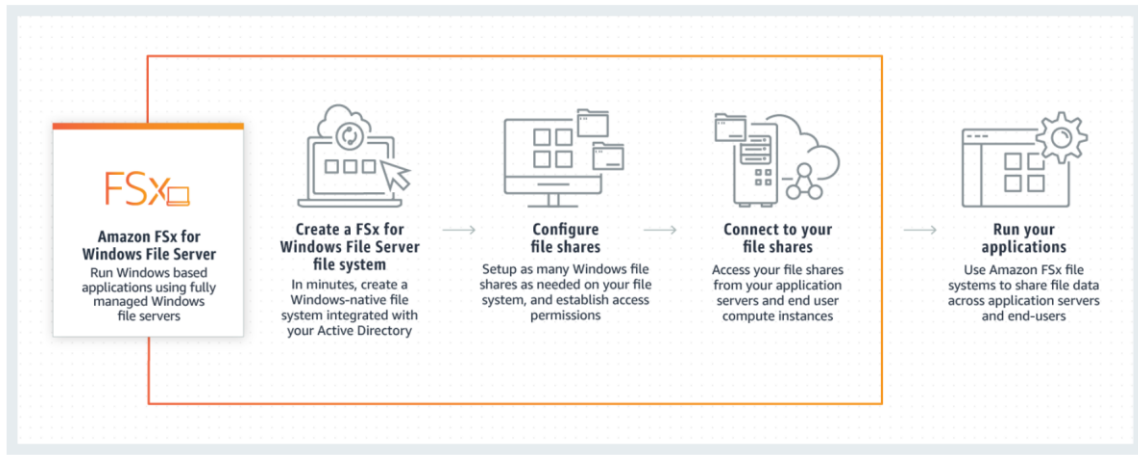 FSx
Amazon FSx for
Windows File Server
Run Windows based
applications using fully
managed Windows
file servers
Create a FSx for
Windows File Server
file system
In minutes, create a
Windows-native file
system integrated with
your Active Directory
Configure
file shares
Setup as many Windows file
shares as needed on your file
system, and establish access
permissions
Connect to your
file shares
Access your file shares
from your application
servers and end user
compute instances
Run your
applications
Use Amazon FSx file
systems to share file data
across application servers
and end-users